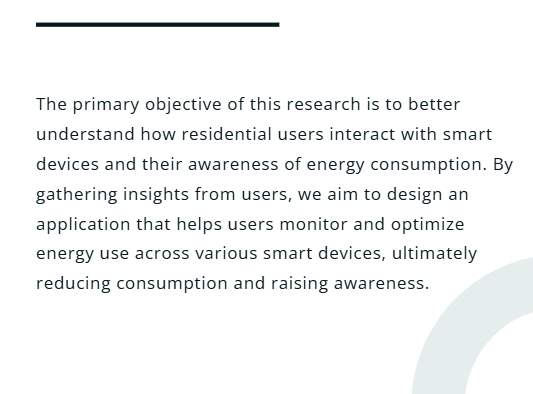 The primary objective of this research is to better
understand how residential users interact with smart
devices and their awareness of energy consumption. By
gathering insights from users, we aim to design an
application that helps users monitor and optimize
energy use across various smart devices, ultimately
reducing consumption and raising awareness.